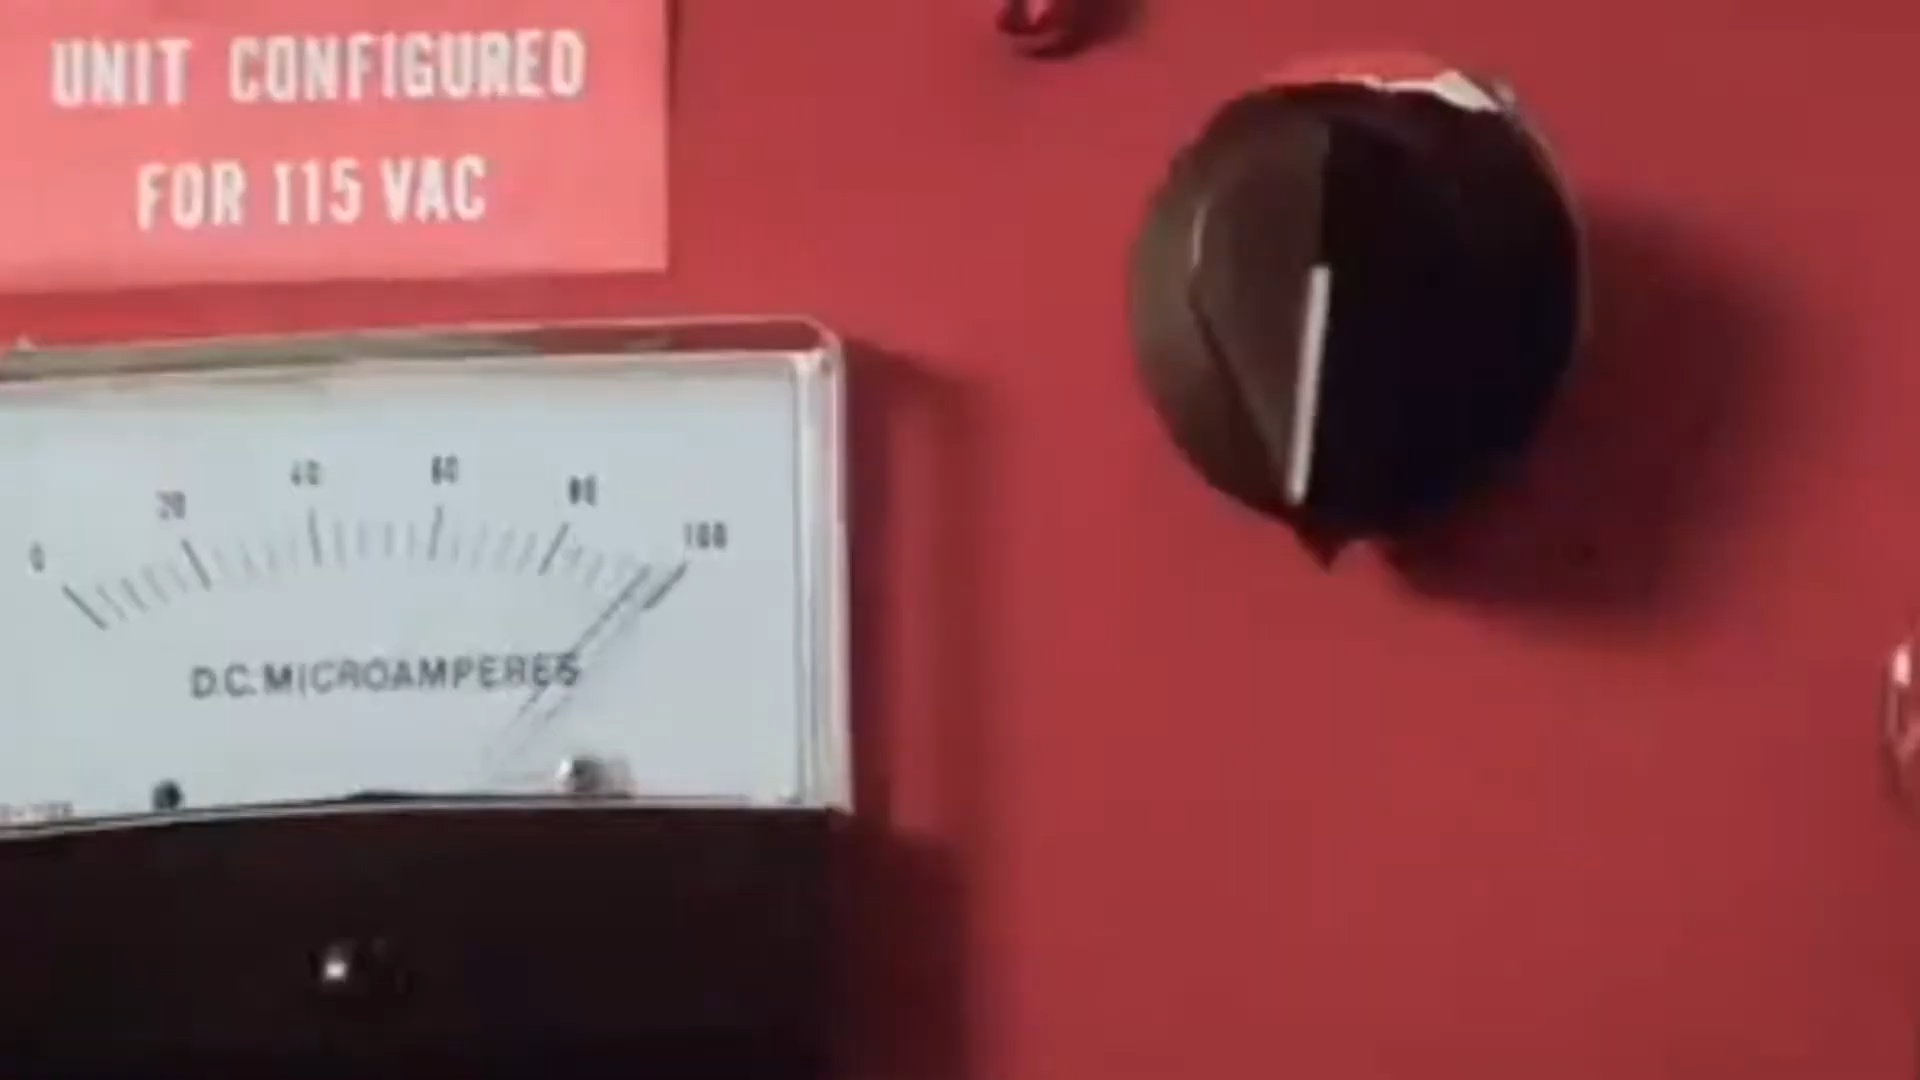 UNIT CONFIGURED
FOR 115 VAC
0 20 40 60 80 100
D.C. MICROAMPERES